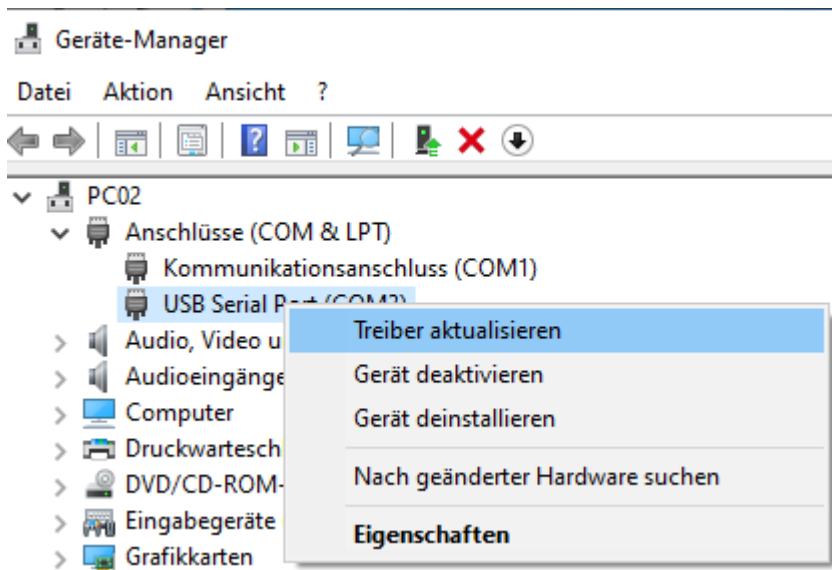 Geräte-Manager
Datei Aktion Ansicht ?
PC02
Anschlüsse (COM & LPT)
Kommunikationsanschluss (COM1)
USB Serial
Treiber aktualisieren
Audio, Video
Gerät deaktivieren
Audioeingänge
Gerät deinstallieren
Computer
Druckwartesch
Nach geänderter Hardware suchen
DVD/CD-ROM-
Eingabegeräte
Eigenschaften
Grafikkarten